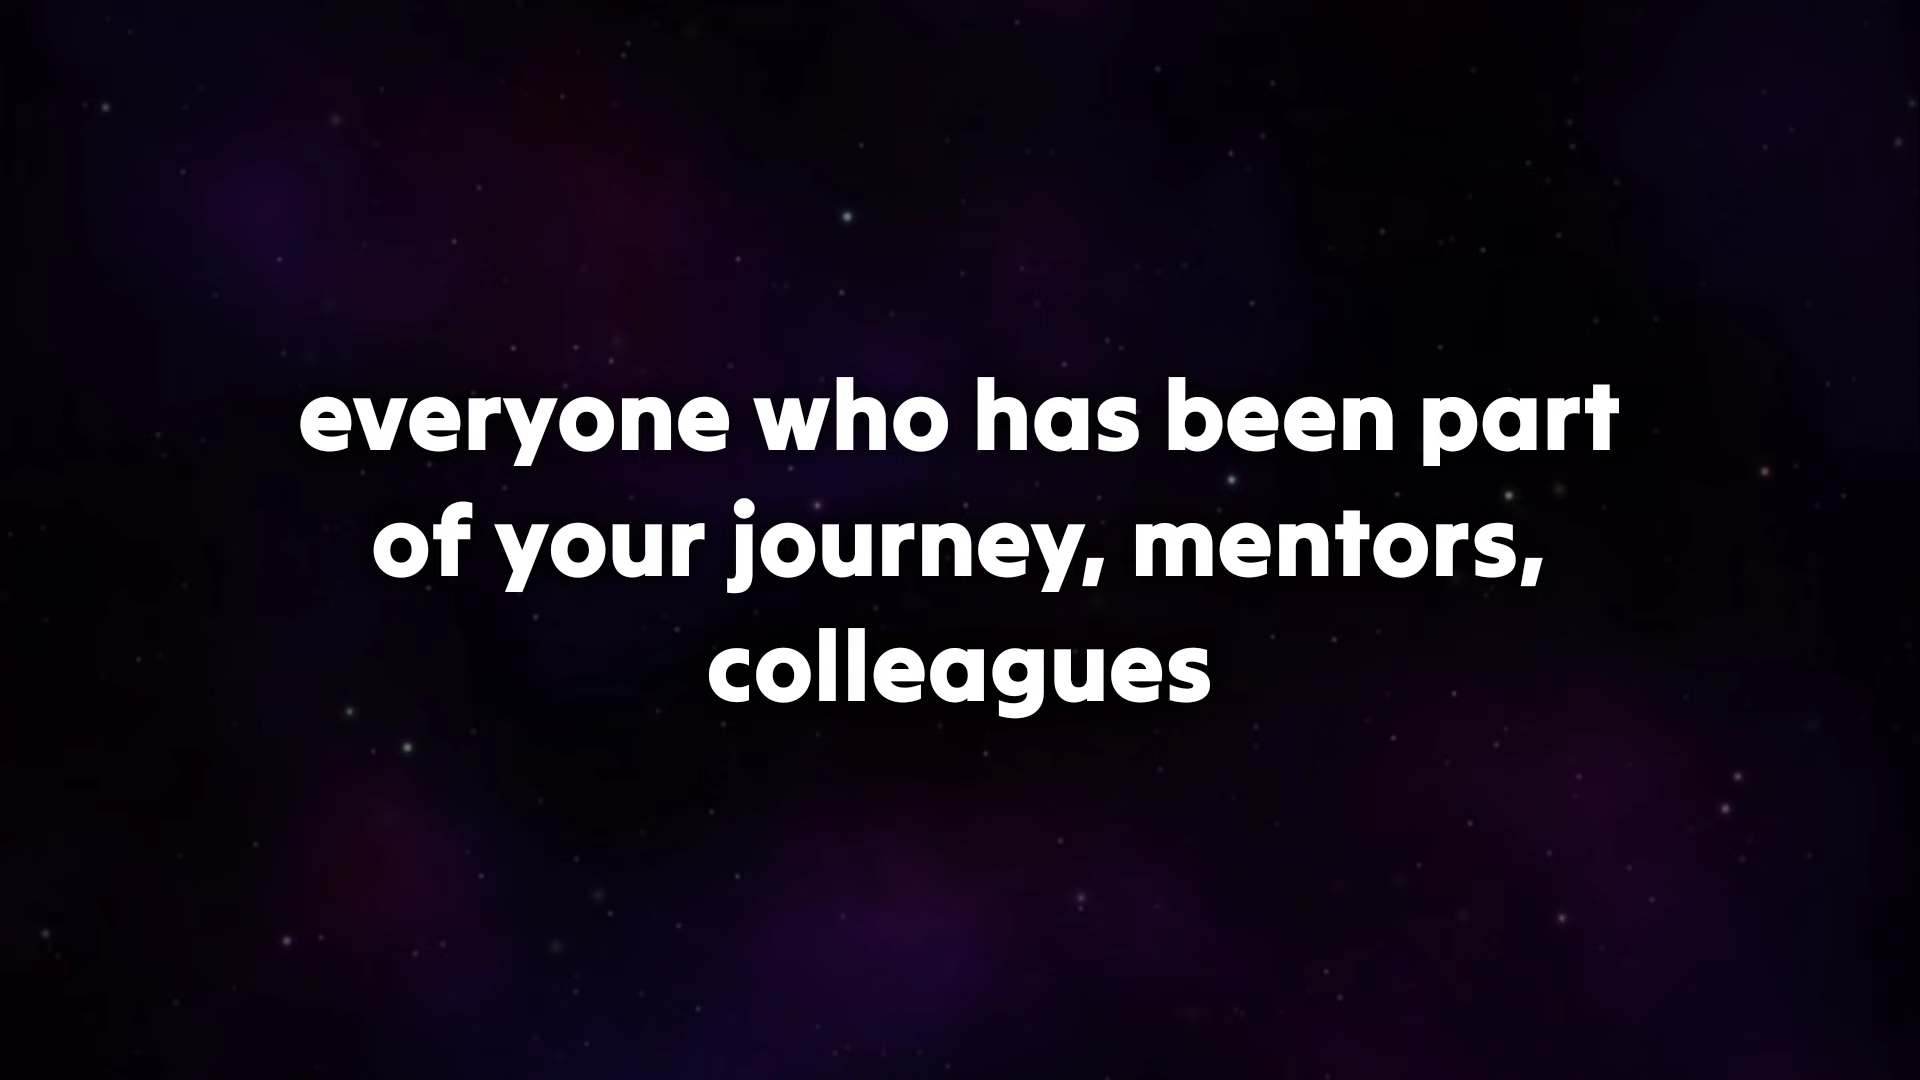 everyone who has been part
of your journey, mentors,
colleagues